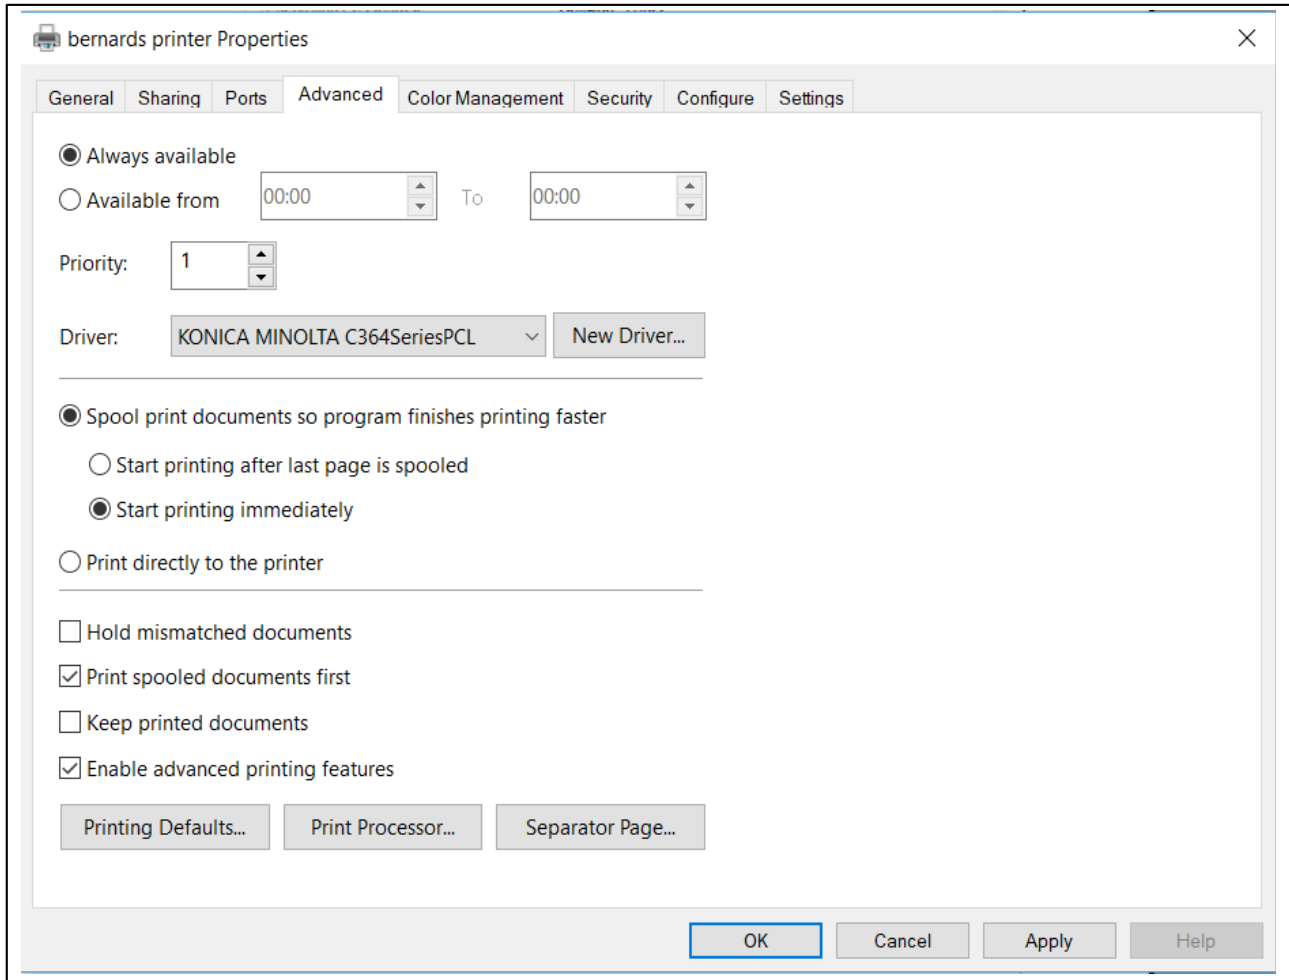 bernards printer Properties
General Sharing Ports Advanced Color Management Security Configure Settings
Always available
Available from 00:00 To 00:00
Priority: 1
Driver: KONICA MINOLTA C364SeriesPCL New Driver...
Spool print documents so program finishes printing faster
Start printing after last page is spooled
Start printing immediately
Print directly to the printer
Hold mismatched documents
Print spooled documents first
Keep printed documents
Enable advanced printing features
Printing Defaults... Print Processor... Separator Page...
OK Cancel Apply Help